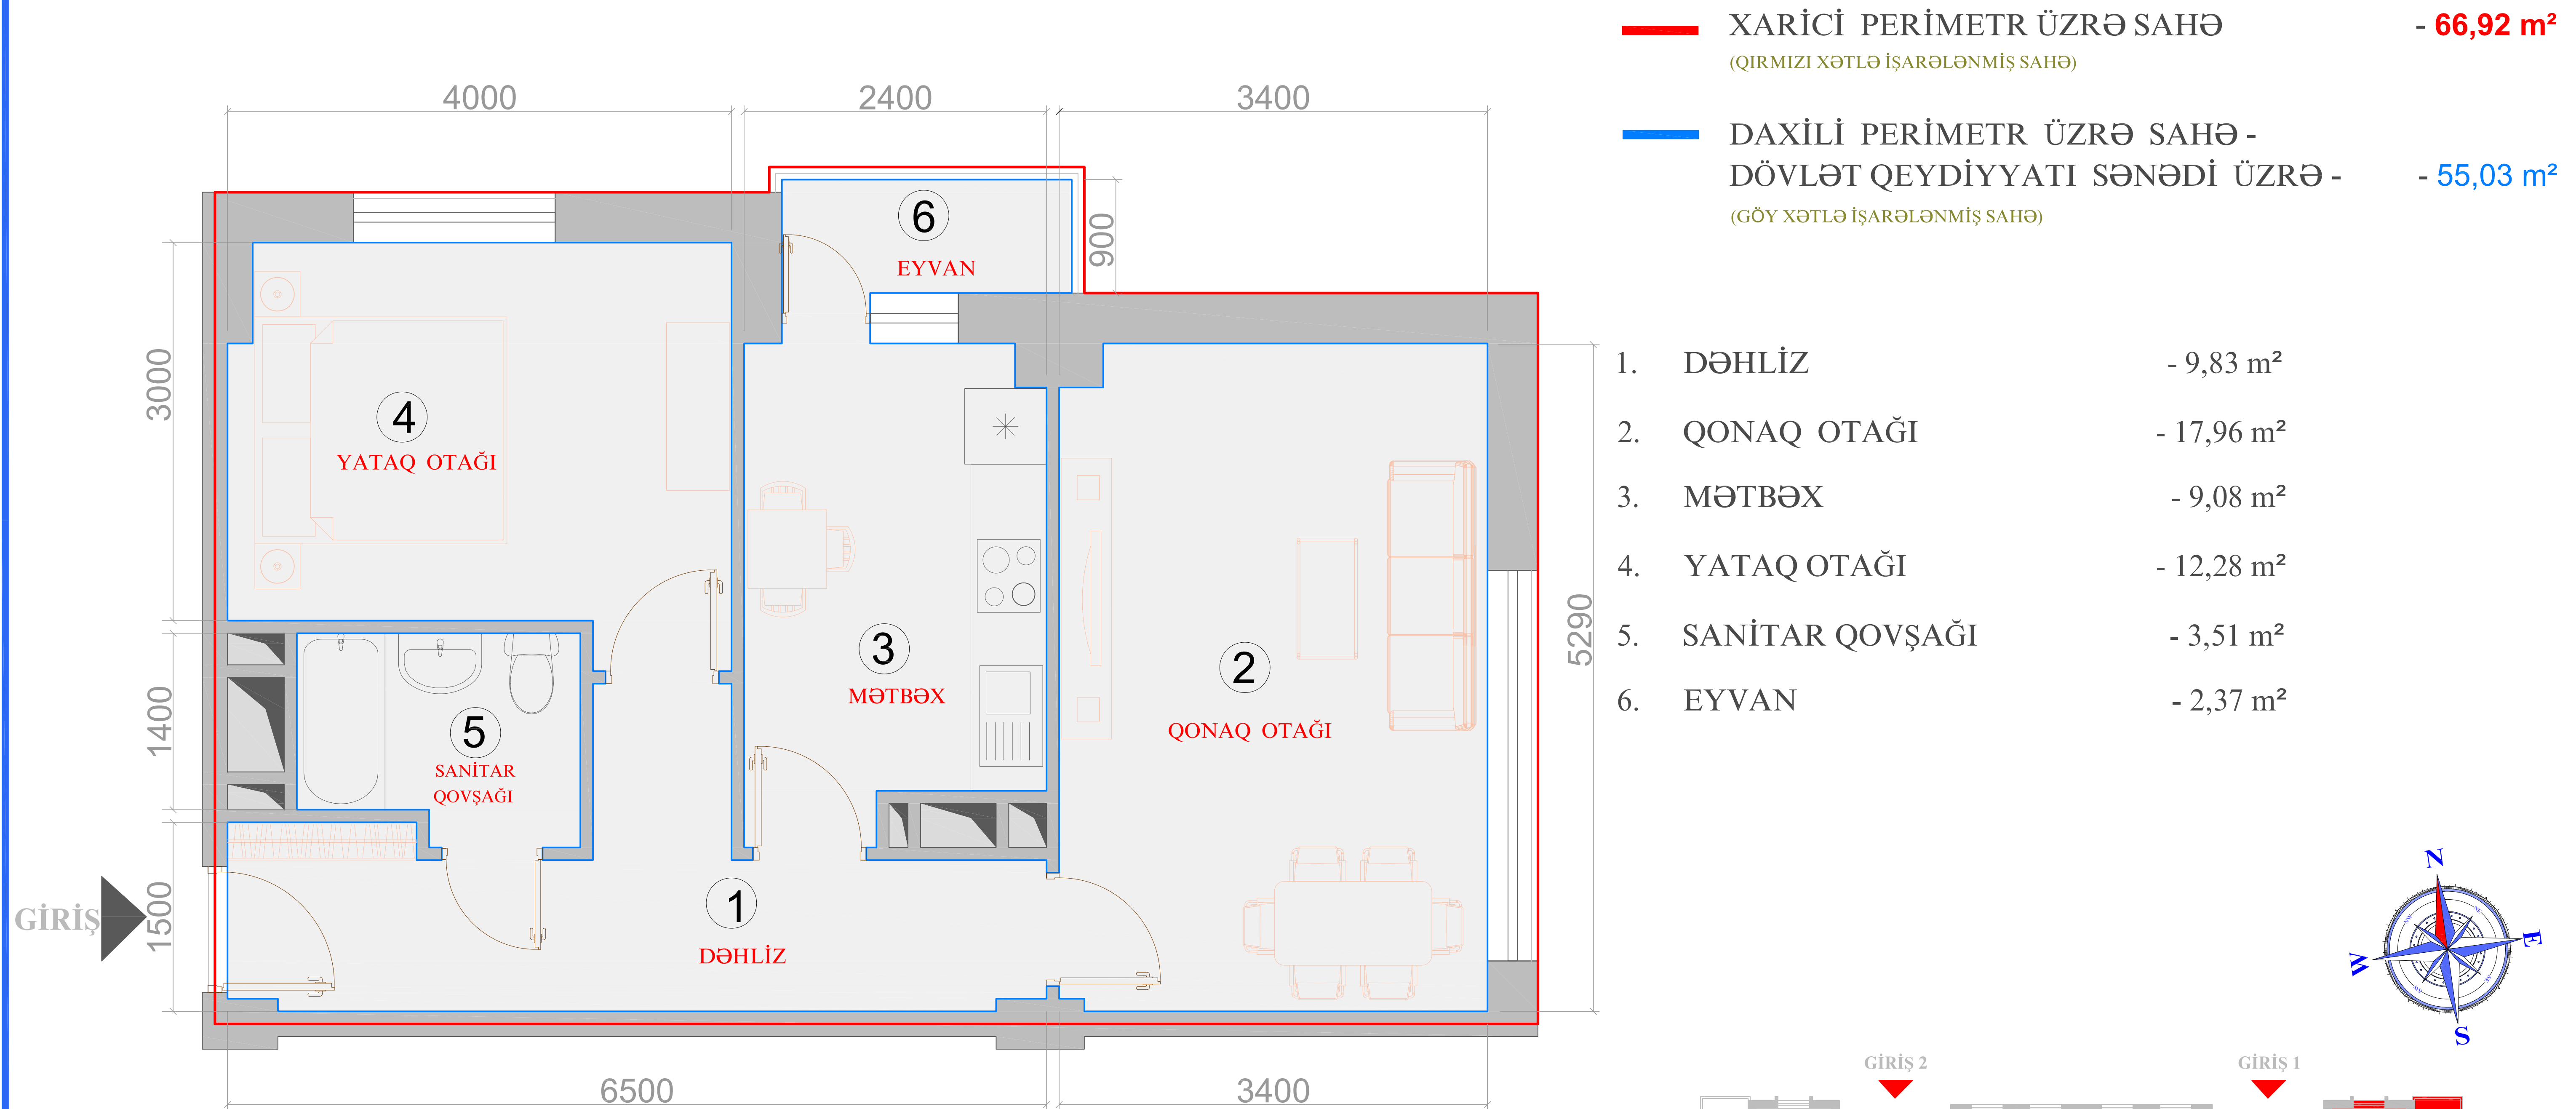 XARİCİ PERİMETR ÜZRƏ SAHƏ - 66,92 m²
(QIRMIZI XƏTLƏ İŞARƏLƏNMİŞ SAHƏ)
DAXİLİ PERİMETR ÜZRƏ SAHƏ -
DÖVLƏT QEYDİYYATI SƏNƏDİ ÜZRƏ - - 55,03 m²
(GÖY XƏTLƏ İŞARƏLƏNMİŞ SAHƏ)
1. DƏHLİZ - 9,83 m²
2. QONAQ OTAĞI - 17,96 m²
3. MƏTBƏX - 9,08 m²
4. YATAQ OTAĞI - 12,28 m²
5. SANİTAR QOVŞAĞI - 3,51 m²
6. EYVAN - 2,37 m²
4000
2400
3400
6
EYVAN
900
3000
4
YATAQ OTAĞI
5290
3
MƏTBƏX
2
QONAQ OTAĞI
1400
5
SANİTAR
QOVŞAĞI
GİRİŞ
1500
1
DƏHLİZ
6500
3400
N
E
W
S
GİRİŞ 2
GİRİŞ 1